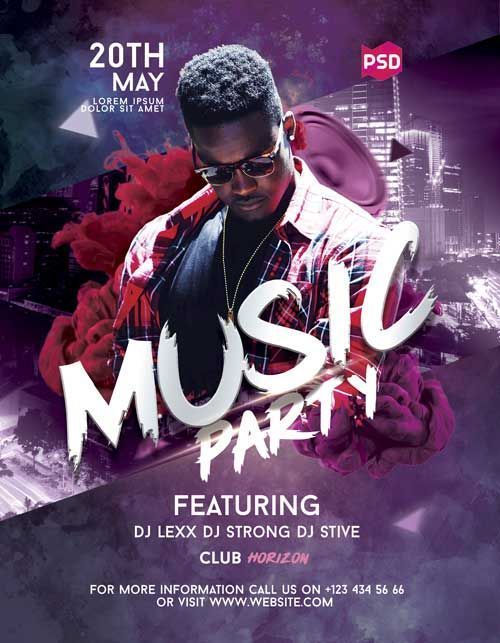 20TH
MAY
LOREM IPSUM
DOLOR SIT AMET
PSD
MUSIC
PARTY
FEATURING
DJ LEXX DJ STRONG DJ STIVE
CLUB HORIZON
FOR MORE INFORMATION CALL US ON +123 434 56 66
OR VISIT WWW.WEBSITE.COM